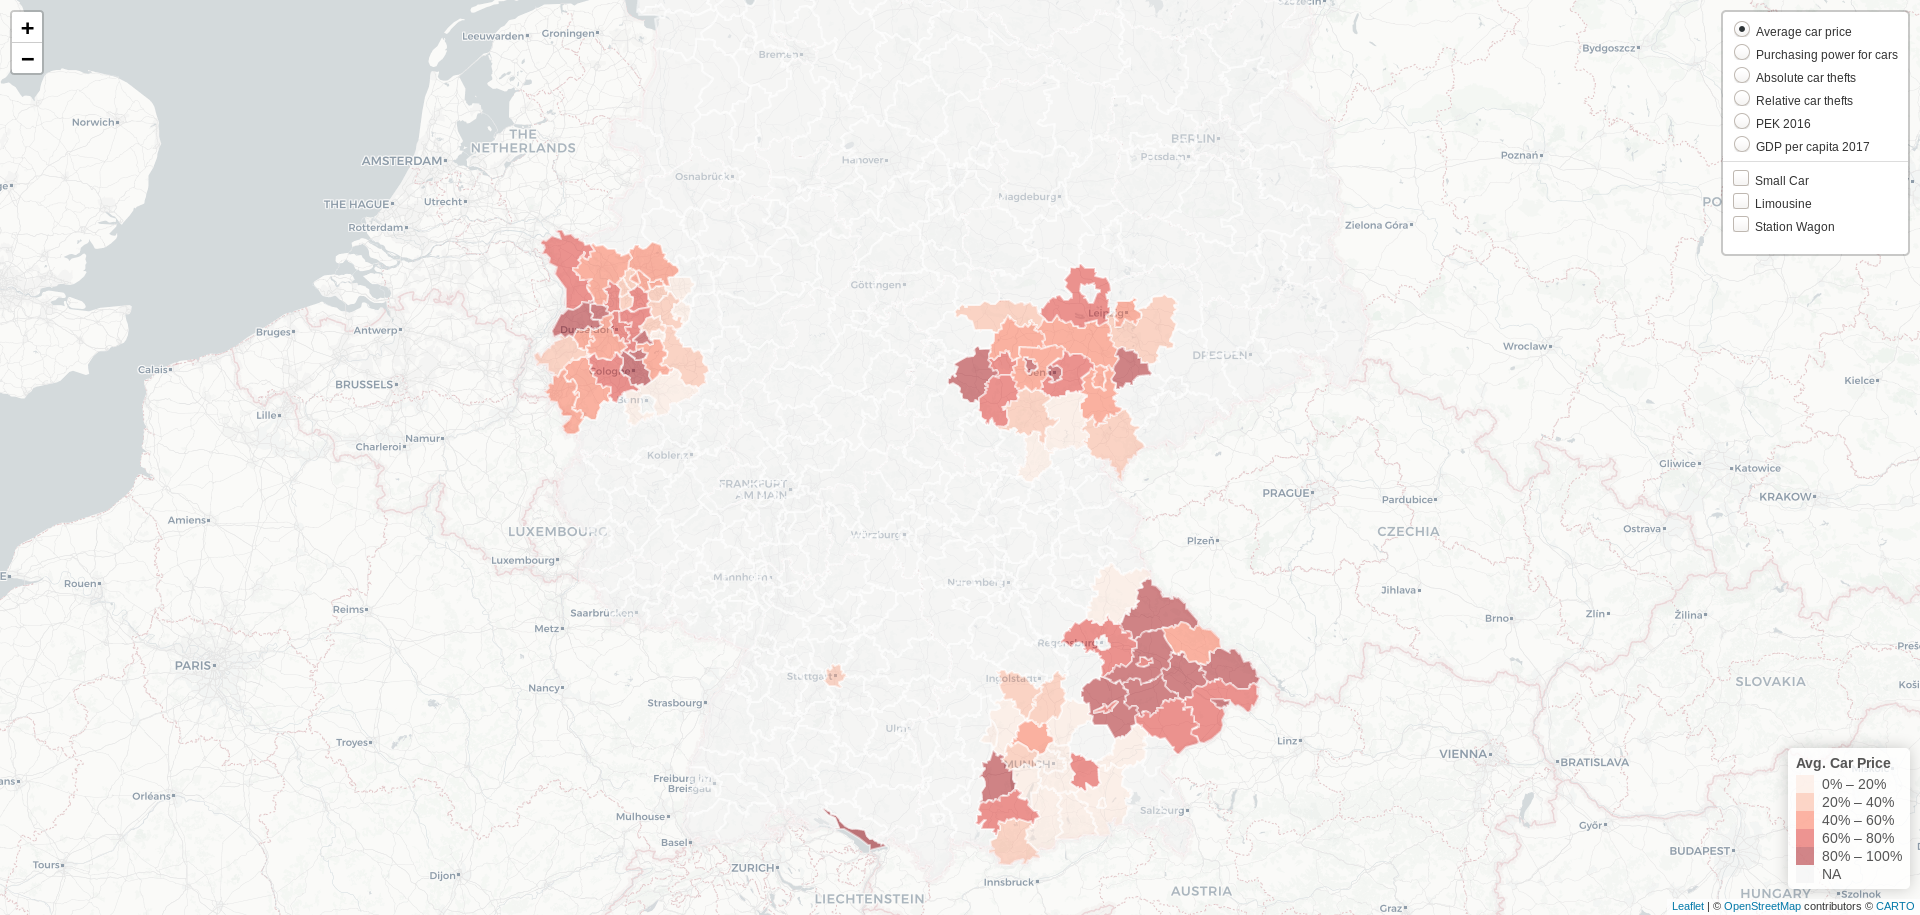 +
−
Average car price
Purchasing power for cars
Absolute car thefts
Relative car thefts
PEK 2016
GDP per capita 2017
Small Car
Limousine
Station Wagon
Leeuwarden
Groningen
Bremen
Bydgoszcz
Norwich
THE
NETHERLANDS
AMSTERDAM
BERLIN
Potsdam
Hanover
Poznań
Osnabrück
THE HAGUE
Utrecht
Magdeburg
Rotterdam
Zielona Góra
Göttingen
Leipzig
Bruges
Antwerp
Dusseldorf
Wroclaw
DRESDEN
Calais
Cologne
Jena
BRUSSELS
Kielce
Bonn
Lille
Namur
Charleroi
Koblenz
Gliwice
Katowice
FRANKFURT
AM MAIN
PRAGUE
Pardubice
KRAKOW
Amiens
LUXEMBOURG
Würzburg
CZECHIA
Ostrava
Plzeň
Luxembourg
Rouen
Mannheim
Nuremberg
Jihlava
Reims
Saarbrücken
Zlín
Žilina
Brno
Metz
Regensburg
PARIS
Stuttgart
Ingolstadt
SLOVAKIA
Nancy
Strasbourg
Ulm
Troyes
Linz
VIENNA
BRATISLAVA
MUNICH
Freiburg im
Breisgau
Orléans
Salzburg
Mulhouse
Győr
Basel
BUDAPEST
Tours
ZURICH
Dijon
Innsbruck
AUSTRIA
LIECHTENSTEIN
HUNGARY
Szolnok
Graz
Avg. Car Price
0% – 20%
20% – 40%
40% – 60%
60% – 80%
80% – 100%
NA
Leaflet | © OpenStreetMap contributors © CARTO